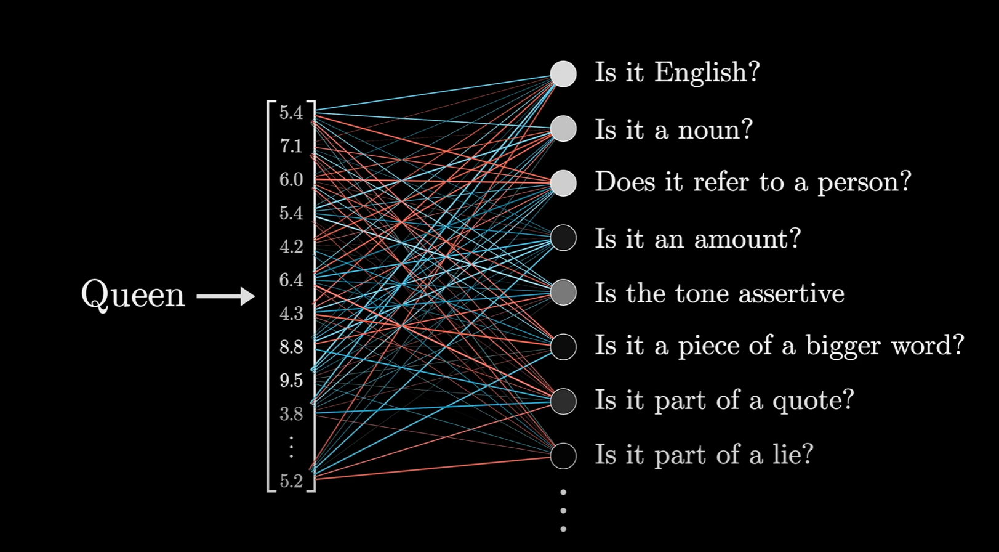 Queen
5.4
7.1
6.0
5.4
4.2
6.4
4.3
8.8
9.5
3.8
⋮
5.2
Is it English?
Is it a noun?
Does it refer to a person?
Is it an amount?
Is the tone assertive
Is it a piece of a bigger word?
Is it part of a quote?
Is it part of a lie?
⋮